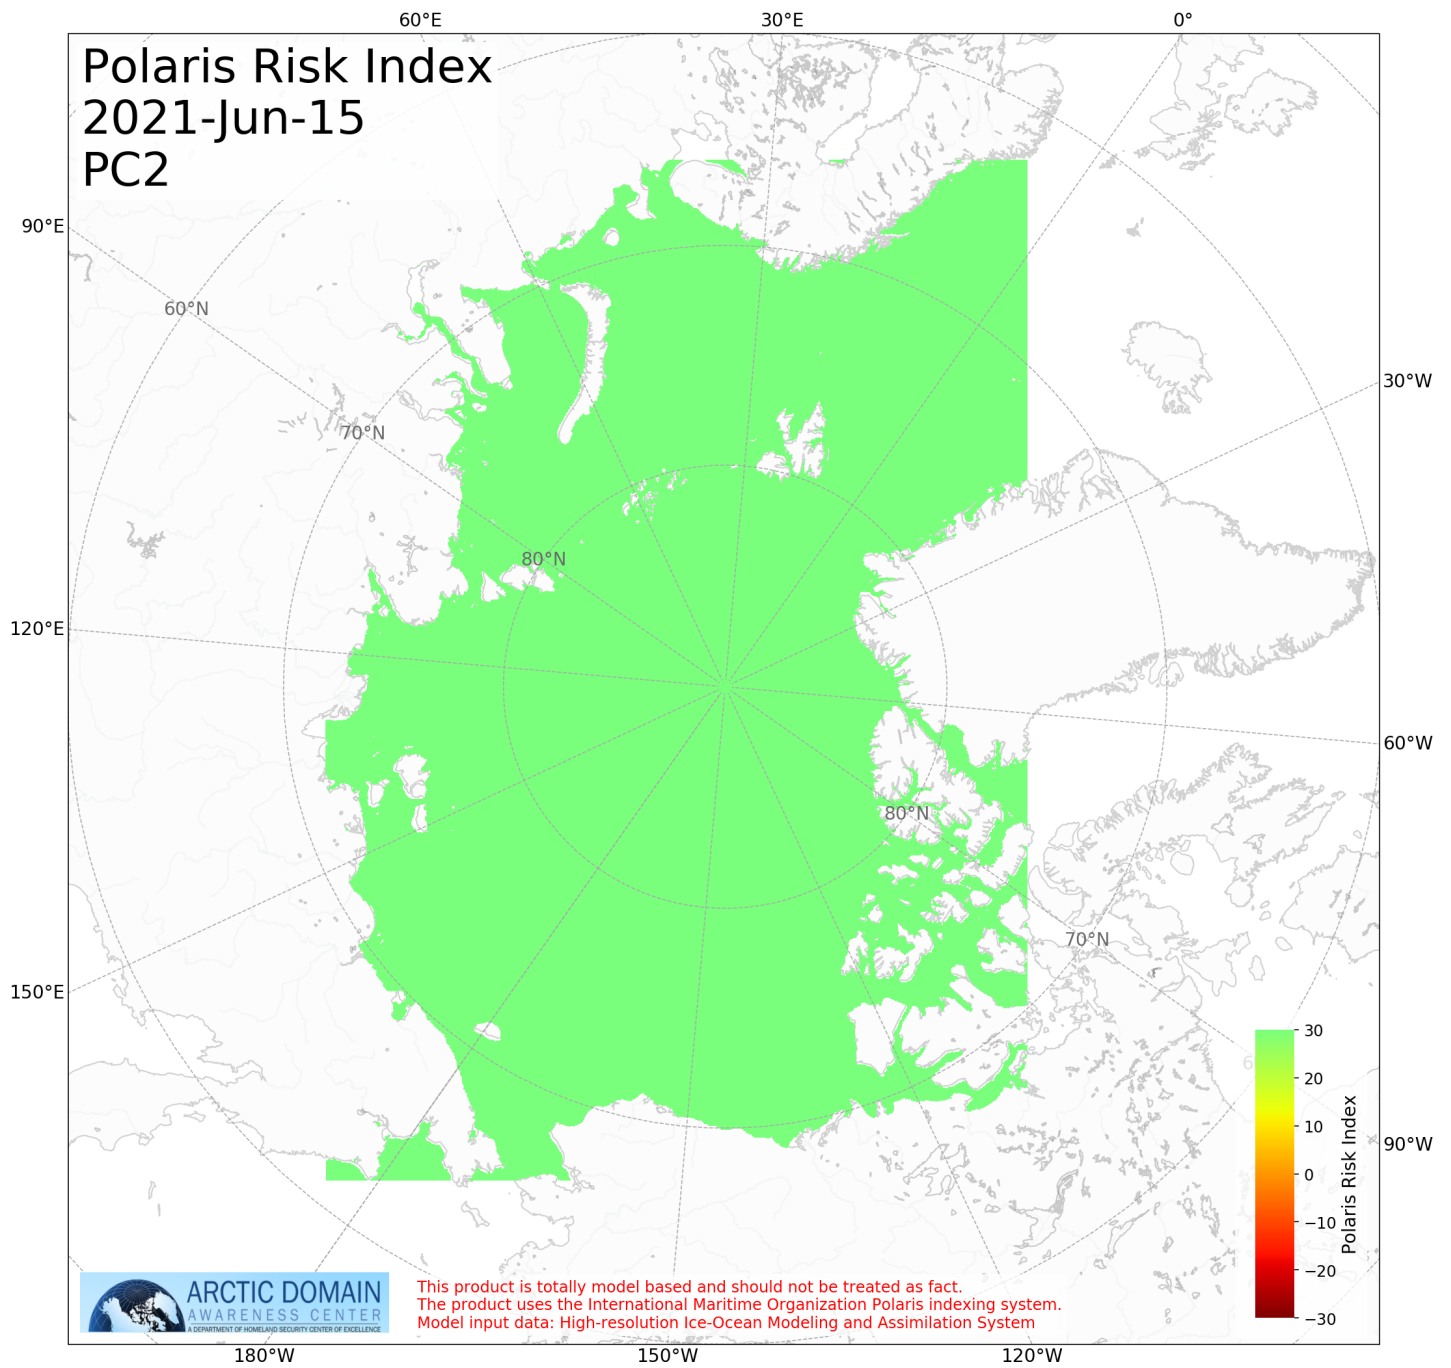 60°E
30°E
0°
Polaris Risk Index
2021-Jun-15
PC2
90°E
60°N
30°W
70°N
80°N
120°E
60°W
80°N
70°N
150°E
30
20
10
0
−10
−20
−30
Polaris Risk Index
90°W
ARCTIC DOMAIN
AWARENESS CENTER
A DEPARTMENT OF HOMELAND SECURITY CENTER OF EXCELLENCE
This product is totally model based and should not be treated as fact.
The product uses the International Maritime Organization Polaris indexing system.
Model input data: High-resolution Ice-Ocean Modeling and Assimilation System
180°W
150°W
120°W